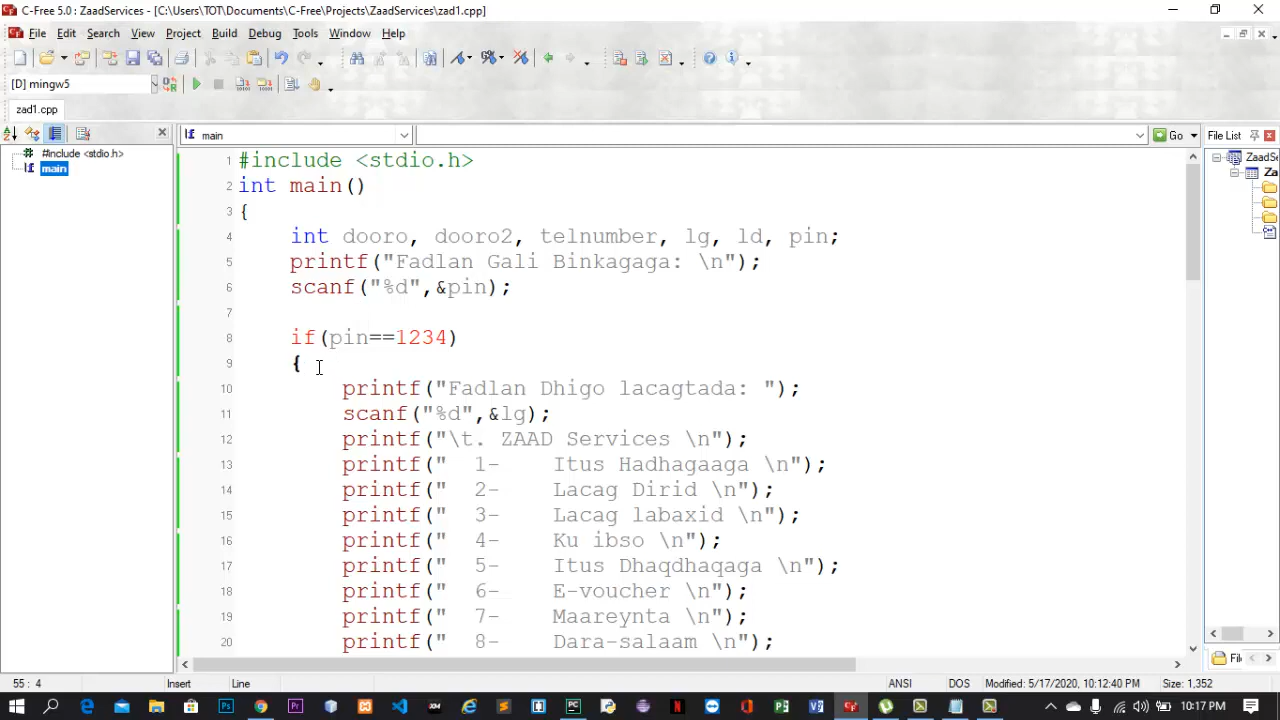 C-Free 5.0 : ZaadServices - [C:\Users\TOT\Documents\C-Free\Projects\ZaadServices\zad1.cpp]
File Edit Search View Project Build Debug Tools Window Help
[D] mingw5
zad1.cpp
main
Go
File List
#include <stdio.h>
main
ZaadS
Za
1 #include <stdio.h>
2 int main()
3 {
4 int dooro, dooro2, telnumber, lg, ld, pin;
5 printf("Fadlan Gali Binkagaga: \n");
6 scanf("%d",&pin);
7
8 if(pin==1234)
9 {
10 printf("Fadlan Dhigo lacagtada: ");
11 scanf("%d",&lg);
12 printf("\t. ZAAD Services \n");
13 printf("  1-    Itus Hadhagaaga \n");
14 printf("  2-    Lacag Dirid \n");
15 printf("  3-    Lacag labaxid \n");
16 printf("  4-    Ku ibso \n");
17 printf("  5-    Itus Dhaqdhaqaga \n");
18 printf("  6-    E-voucher \n");
19 printf("  7-    Maareynta \n");
20 printf("  8-    Dara-salaam \n");
File
55 : 4 Insert Line ANSI DOS Modified: 5/17/2020, 10:12:40 PM Size: 1,352
10:17 PM